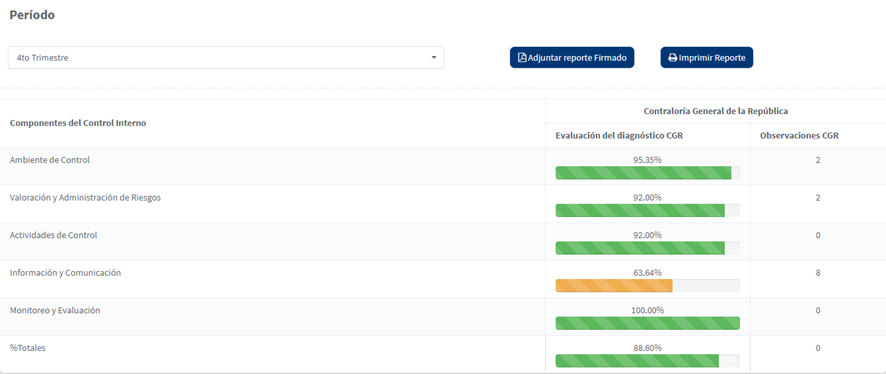 Período
4to Trimestre
Adjuntar reporte Firmado
Imprimir Reporte
Componentes del Control Interno
Contraloría General de la República
Evaluación del diagnóstico CGR
Observaciones CGR
Ambiente de Control
95.35%
2
Valoración y Administración de Riesgos
92.00%
2
Actividades de Control
92.00%
0
Información y Comunicación
63.64%
8
Monitoreo y Evaluación
100.00%
0
%Totales
88.60%
0